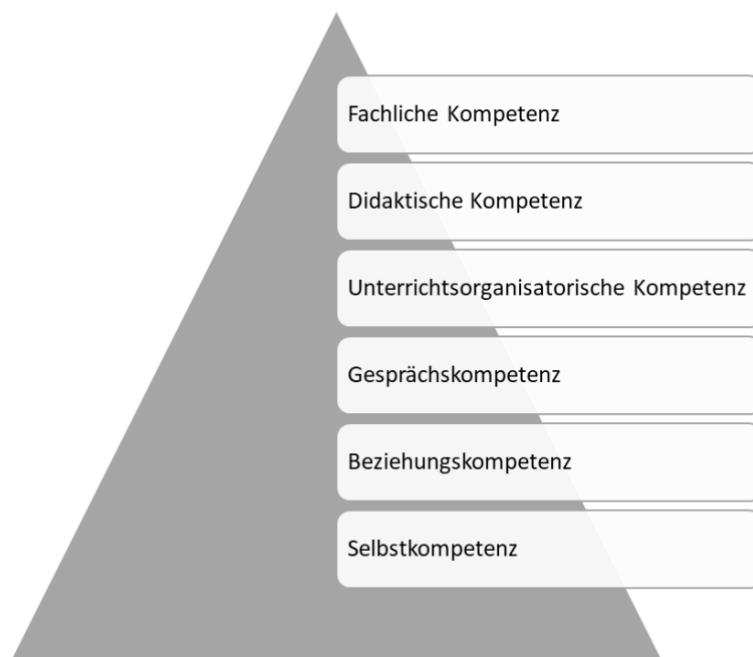 Fachliche Kompetenz
Didaktische Kompetenz
Unterrichtsorganisatorische Kompetenz
Gesprächskompetenz
Beziehungskompetenz
Selbstkompetenz